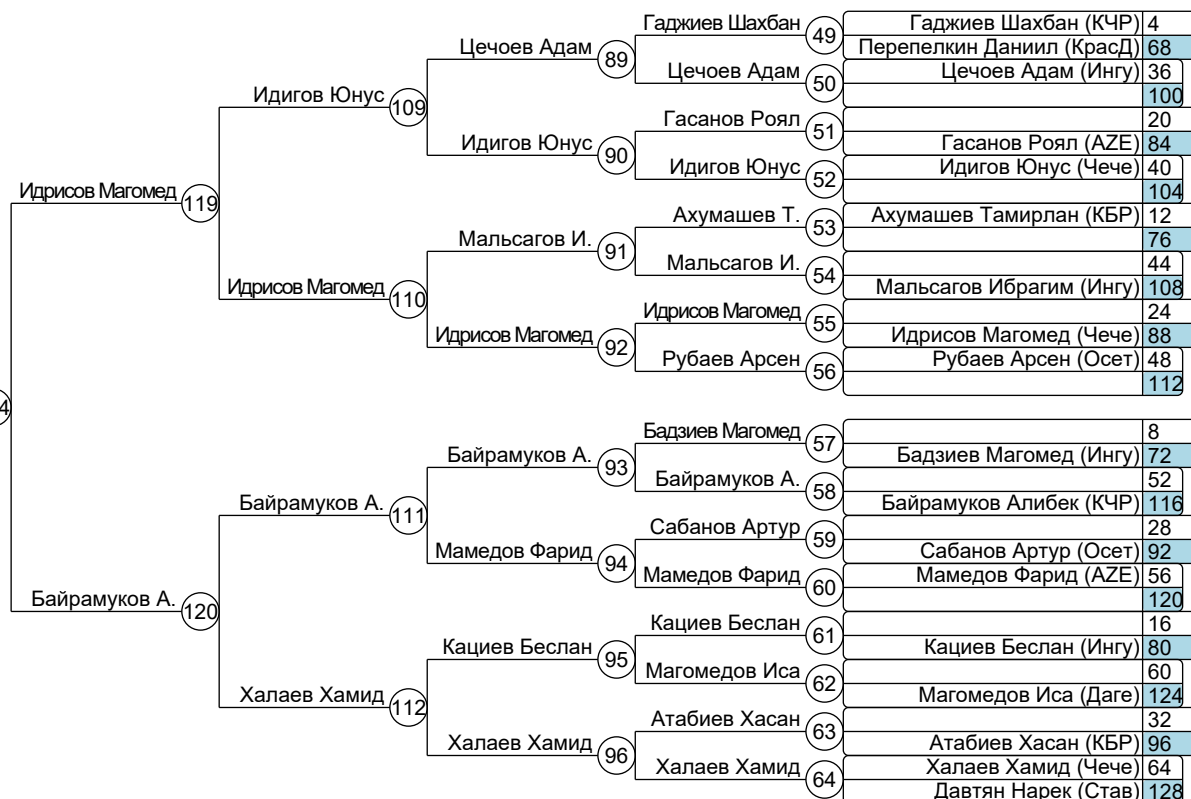 Гаджиев Шахбан 49 Гаджиев Шахбан (КЧР) 4
Цечоев Адам 89 Перепелкин Даниил (КрасД) 68
Цечоев Адам 50 Цечоев Адам (Ингу) 36
100
Идигов Юнус 109
Гасанов Роял 51 20
Идигов Юнус 90 Гасанов Роял (AZE) 84
Идигов Юнус 52 Идигов Юнус (Чече) 40
104
Идрисов Магомед 119
Ахумашев Т. 53 Ахумашев Тамирлан (КБР) 12
Мальсагов И. 91 76
Мальсагов И. 54 44
Идрисов Магомед 110 Мальсагов Ибрагим (Ингу) 108
Идрисов Магомед 55 24
Идрисов Магомед 92 Идрисов Магомед (Чече) 88
Рубаев Арсен 56 Рубаев Арсен (Осет) 48
112
4
Бадзиев Магомед 57 8
Байрамуков А. 93 Бадзиев Магомед (Ингу) 72
Байрамуков А. 58 52
Байрамуков А. 111 Байрамуков Алибек (КЧР) 116
Сабанов Артур 59 28
Мамедов Фарид 94 Сабанов Артур (Осет) 92
Мамедов Фарид 60 Мамедов Фарид (AZE) 56
120
Байрамуков А. 120
Кациев Беслан 61 16
Кациев Беслан 95 Кациев Беслан (Ингу) 80
Магомедов Иса 62 60
Халаев Хамид 112 Магомедов Иса (Даге) 124
Атабиев Хасан 63 32
Халаев Хамид 96 Атабиев Хасан (КБР) 96
Халаев Хамид 64 Халаев Хамид (Чече) 64
Давтян Нарек (Став) 128